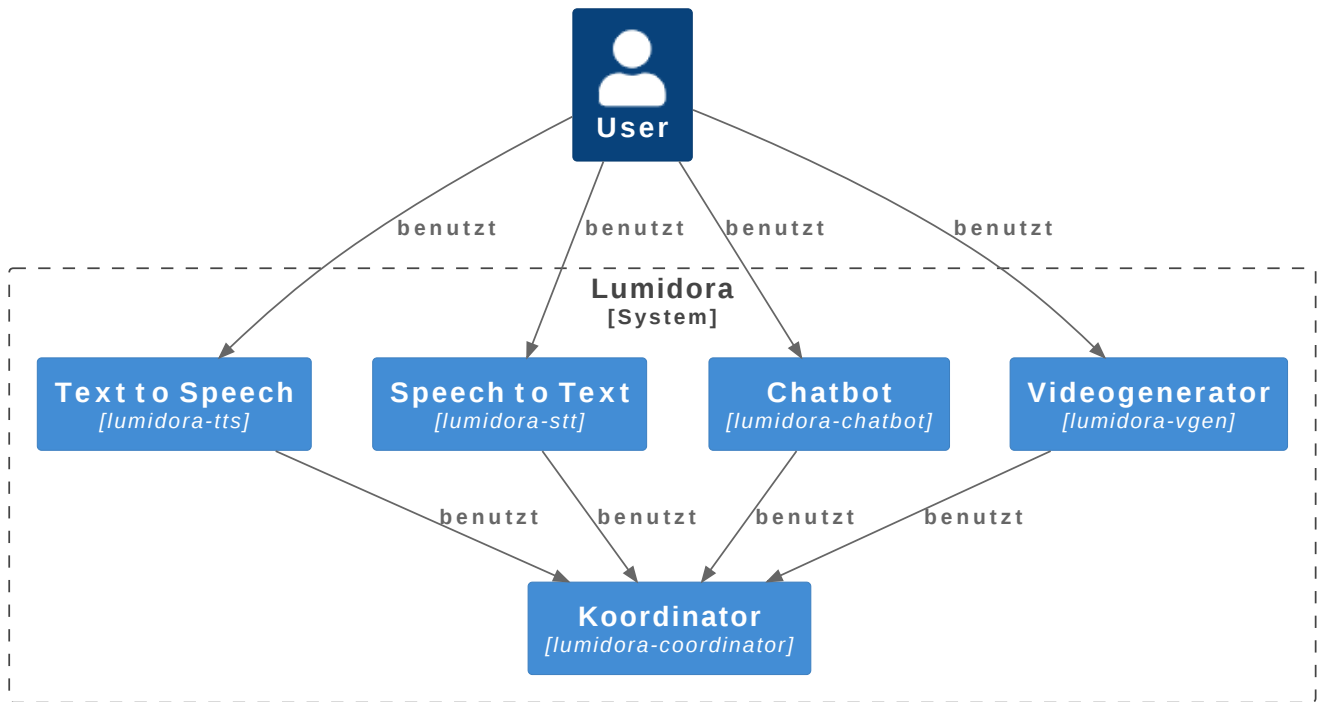 User
benutzt
benutzt
benutzt
benutzt
Lumidora
[System]
Text to Speech
[lumidora-tts]
Speech to Text
[lumidora-stt]
Chatbot
[lumidora-chatbot]
Videogenerator
[lumidora-vgen]
benutzt
benutzt
benutzt
benutzt
Koordinator
[lumidora-coordinator]